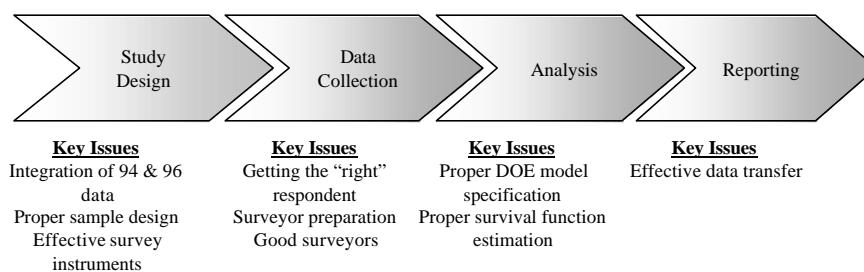 Study
Design
Data
Collection
Analysis
Reporting
Key Issues
Integration of 94 & 96
data
Proper sample design
Effective survey
instruments
Key Issues
Getting the “right”
respondent
Surveyor preparation
Good surveyors
Key Issues
Proper DOE model
specification
Proper survival function
estimation
Key Issues
Effective data transfer